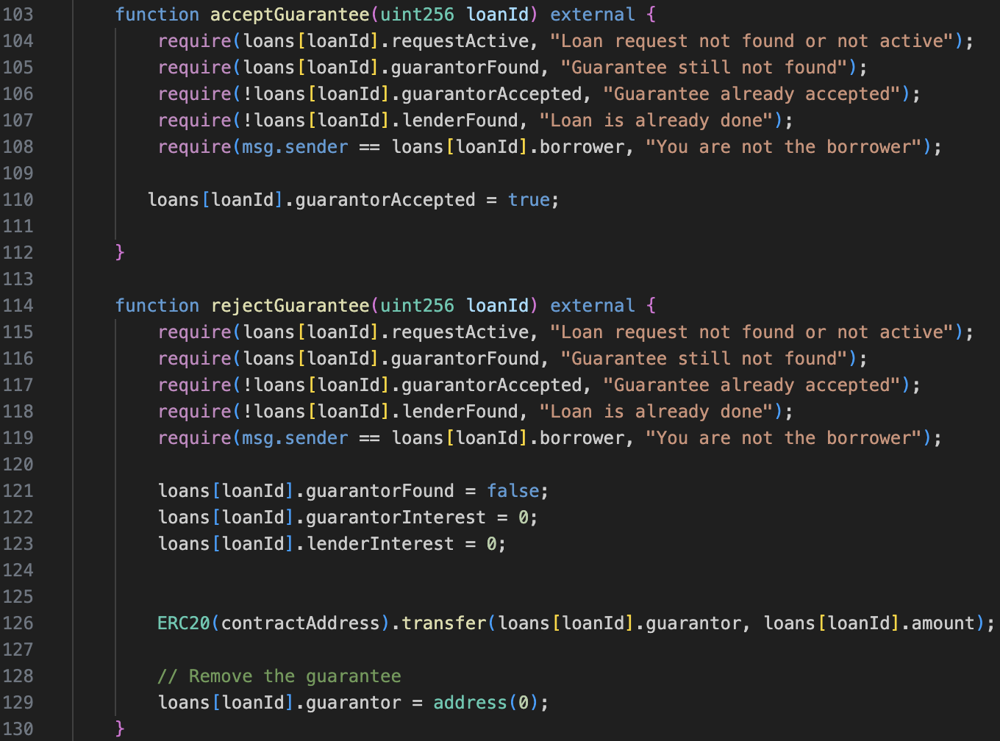 103 function acceptGuarantee(uint256 loanId) external {
104 require(loans[loanId].requestActive, "Loan request not found or not active");
105 require(loans[loanId].guarantorFound, "Guarantee still not found");
106 require(!loans[loanId].guarantorAccepted, "Guarantee already accepted");
107 require(!loans[loanId].lenderFound, "Loan is already done");
108 require(msg.sender == loans[loanId].borrower, "You are not the borrower");
109
110 loans[loanId].guarantorAccepted = true;
111
112 }
113
114 function rejectGuarantee(uint256 loanId) external {
115 require(loans[loanId].requestActive, "Loan request not found or not active");
116 require(loans[loanId].guarantorFound, "Guarantee still not found");
117 require(!loans[loanId].guarantorAccepted, "Guarantee already accepted");
118 require(!loans[loanId].lenderFound, "Loan is already done");
119 require(msg.sender == loans[loanId].borrower, "You are not the borrower");
120
121 loans[loanId].guarantorFound = false;
122 loans[loanId].guarantorInterest = 0;
123 loans[loanId].lenderInterest = 0;
124
125
126 ERC20(contractAddress).transfer(loans[loanId].guarantor, loans[loanId].amount);
127
128 // Remove the guarantee
129 loans[loanId].guarantor = address(0);
130 }